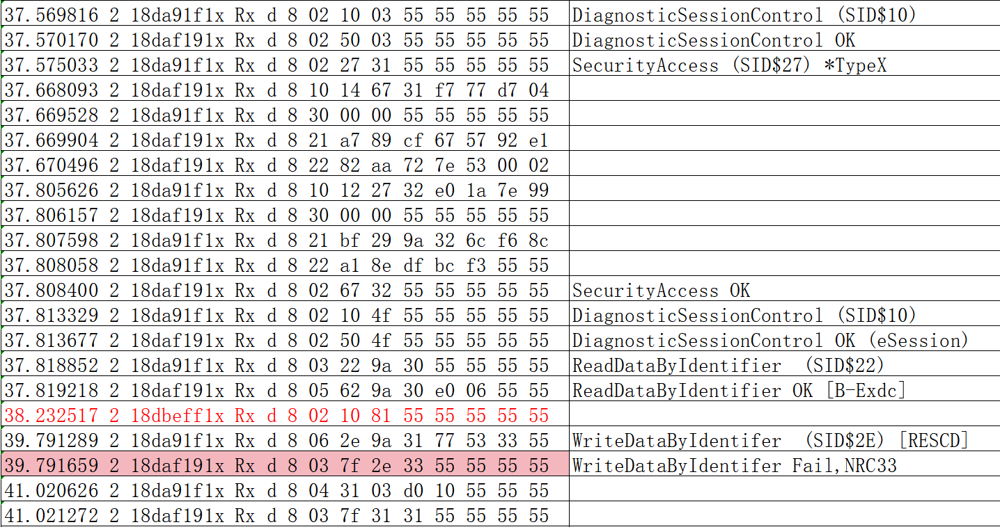 37.569816 2 18da91f1x Rx d 8 02 10 03 55 55 55 55 55 DiagnosticSessionControl (SID$10)
37.570170 2 18daf191x Rx d 8 02 50 03 55 55 55 55 55 DiagnosticSessionControl OK
37.575033 2 18da91f1x Rx d 8 02 27 31 55 55 55 55 55 SecurityAccess (SID$27) *TypeX
37.668093 2 18daf191x Rx d 8 10 14 67 31 f7 77 d7 04
37.669528 2 18da91f1x Rx d 8 30 00 00 55 55 55 55 55
37.669904 2 18daf191x Rx d 8 21 a7 89 cf 67 57 92 e1
37.670496 2 18daf191x Rx d 8 22 82 aa 72 7e 53 00 02
37.805626 2 18da91f1x Rx d 8 10 12 27 32 e0 1a 7e 99
37.806157 2 18daf191x Rx d 8 30 00 00 55 55 55 55 55
37.807598 2 18da91f1x Rx d 8 21 bf 29 9a 32 6c f6 8c
37.808058 2 18da91f1x Rx d 8 22 a1 8e df bc f3 55 55
37.808400 2 18daf191x Rx d 8 02 67 32 55 55 55 55 55 SecurityAccess OK
37.813329 2 18da91f1x Rx d 8 02 10 4f 55 55 55 55 55 DiagnosticSessionControl (SID$10)
37.813677 2 18daf191x Rx d 8 02 50 4f 55 55 55 55 55 DiagnosticSessionControl OK (eSession)
37.818852 2 18da91f1x Rx d 8 03 22 9a 30 55 55 55 55 ReadDataByIdentifier (SID$22)
37.819218 2 18daf191x Rx d 8 05 62 9a 30 e0 06 55 55 ReadDataByIdentifier OK [B-Exdc]
38.232517 2 18dbeff1x Rx d 8 02 10 81 55 55 55 55 55
39.791289 2 18da91f1x Rx d 8 06 2e 9a 31 77 53 33 55 WriteDataByIdentifer (SID$2E) [RESCD]
39.791659 2 18daf191x Rx d 8 03 7f 2e 33 55 55 55 55 WriteDataByIdentifer Fail,NRC33
41.020626 2 18da91f1x Rx d 8 04 31 03 d0 10 55 55 55
41.021272 2 18daf191x Rx d 8 03 7f 31 31 55 55 55 55